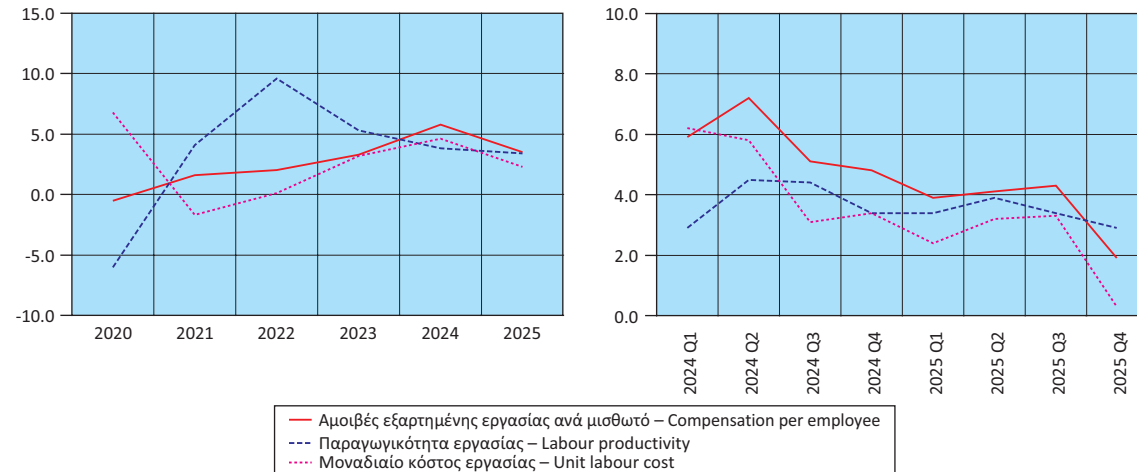 15.0
10.0
5.0
0.0
-5.0
-10.0
2020 2021 2022 2023 2024 2025
10.0
8.0
6.0
4.0
2.0
0.0
2024 Q1
2024 Q2
2024 Q3
2024 Q4
2025 Q1
2025 Q2
2025 Q3
2025 Q4
Αμοιβές εξαρτημένης εργασίας ανά μισθωτό – Compensation per employee
Παραγωγικότητα εργασίας – Labour productivity
Μοναδιαίο κόστος εργασίας – Unit labour cost